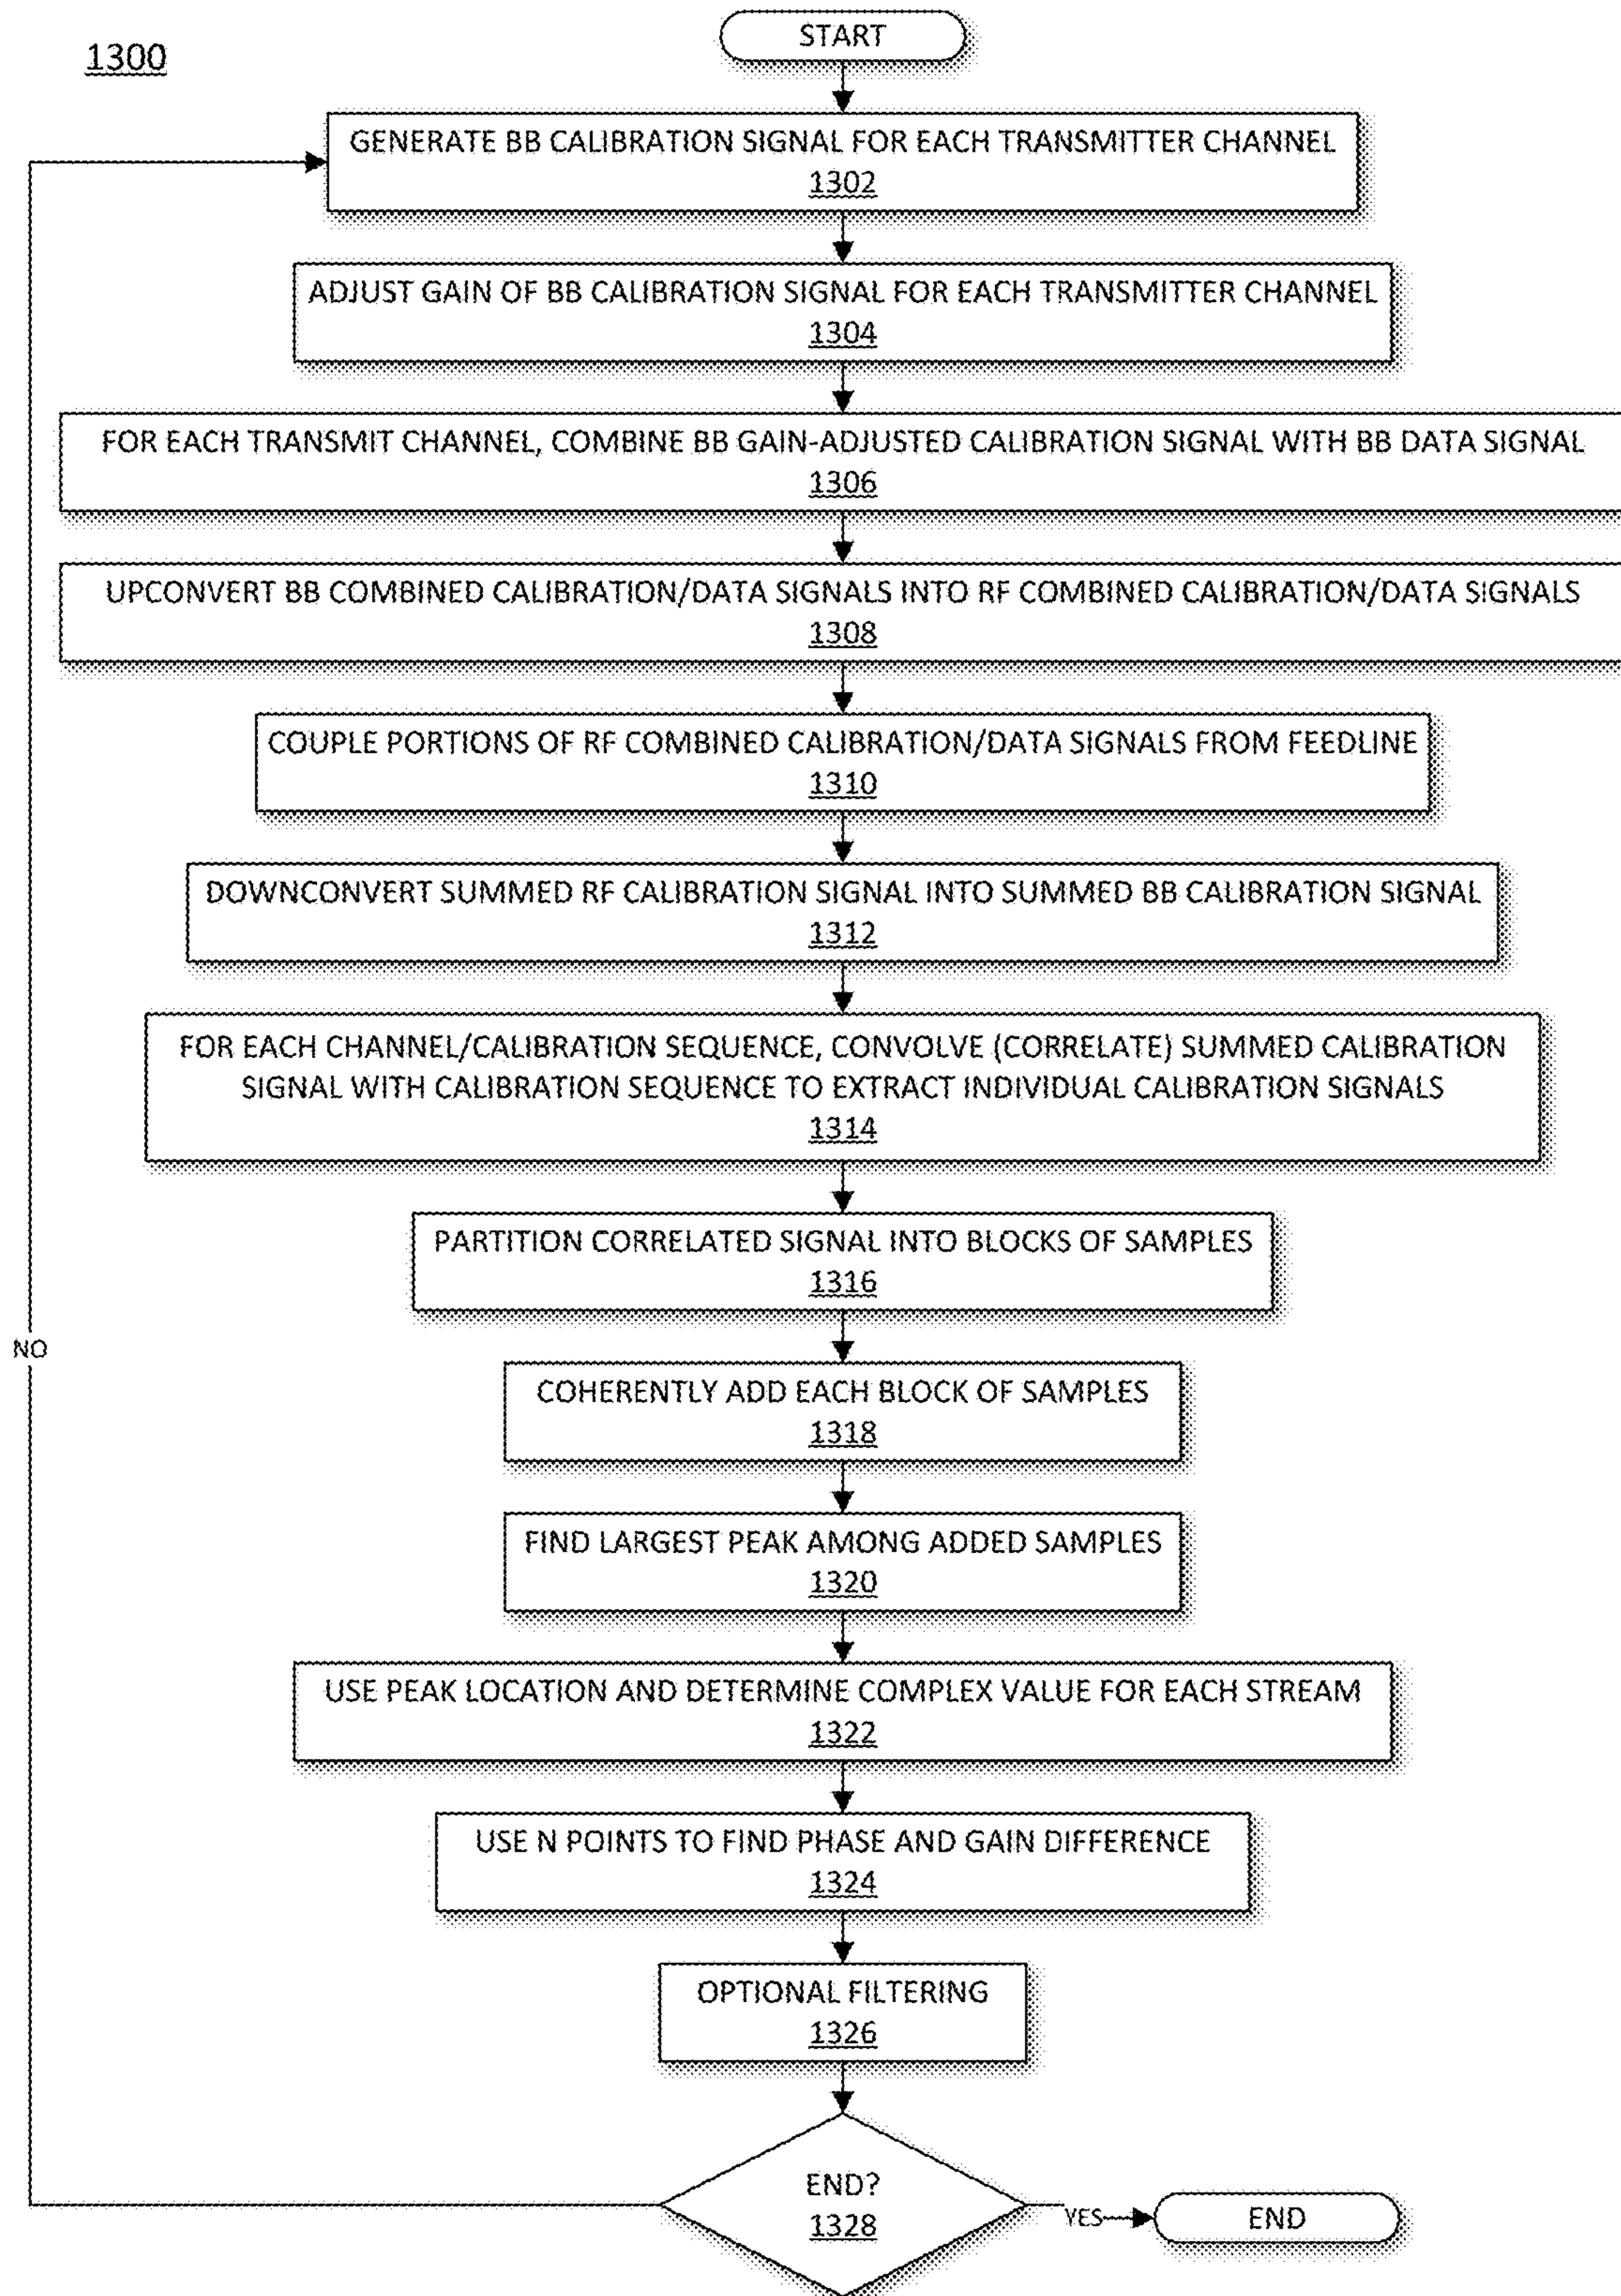 1300
START
GENERATE BB CALIBRATION SIGNAL FOR EACH TRANSMITTER CHANNEL
1302
ADJUST GAIN OF BB CALIBRATION SIGNAL FOR EACH TRANSMITTER CHANNEL
1304
FOR EACH TRANSMIT CHANNEL, COMBINE BB GAIN-ADJUSTED CALIBRATION SIGNAL WITH BB DATA SIGNAL
1306
UPCONVERT BB COMBINED CALIBRATION/DATA SIGNALS INTO RF COMBINED CALIBRATION/DATA SIGNALS
1308
COUPLE PORTIONS OF RF COMBINED CALIBRATION/DATA SIGNALS FROM FEEDLINE
1310
DOWNCONVERT SUMMED RF CALIBRATION SIGNAL INTO SUMMED BB CALIBRATION SIGNAL
1312
FOR EACH CHANNEL/CALIBRATION SEQUENCE, CONVOLVE (CORRELATE) SUMMED CALIBRATION
SIGNAL WITH CALIBRATION SEQUENCE TO EXTRACT INDIVIDUAL CALIBRATION SIGNALS
1314
PARTITION CORRELATED SIGNAL INTO BLOCKS OF SAMPLES
1316
NO
COHERENTLY ADD EACH BLOCK OF SAMPLES
1318
FIND LARGEST PEAK AMONG ADDED SAMPLES
1320
USE PEAK LOCATION AND DETERMINE COMPLEX VALUE FOR EACH STREAM
1322
USE N POINTS TO FIND PHASE AND GAIN DIFFERENCE
1324
OPTIONAL FILTERING
1326
END?
1328
YES
END